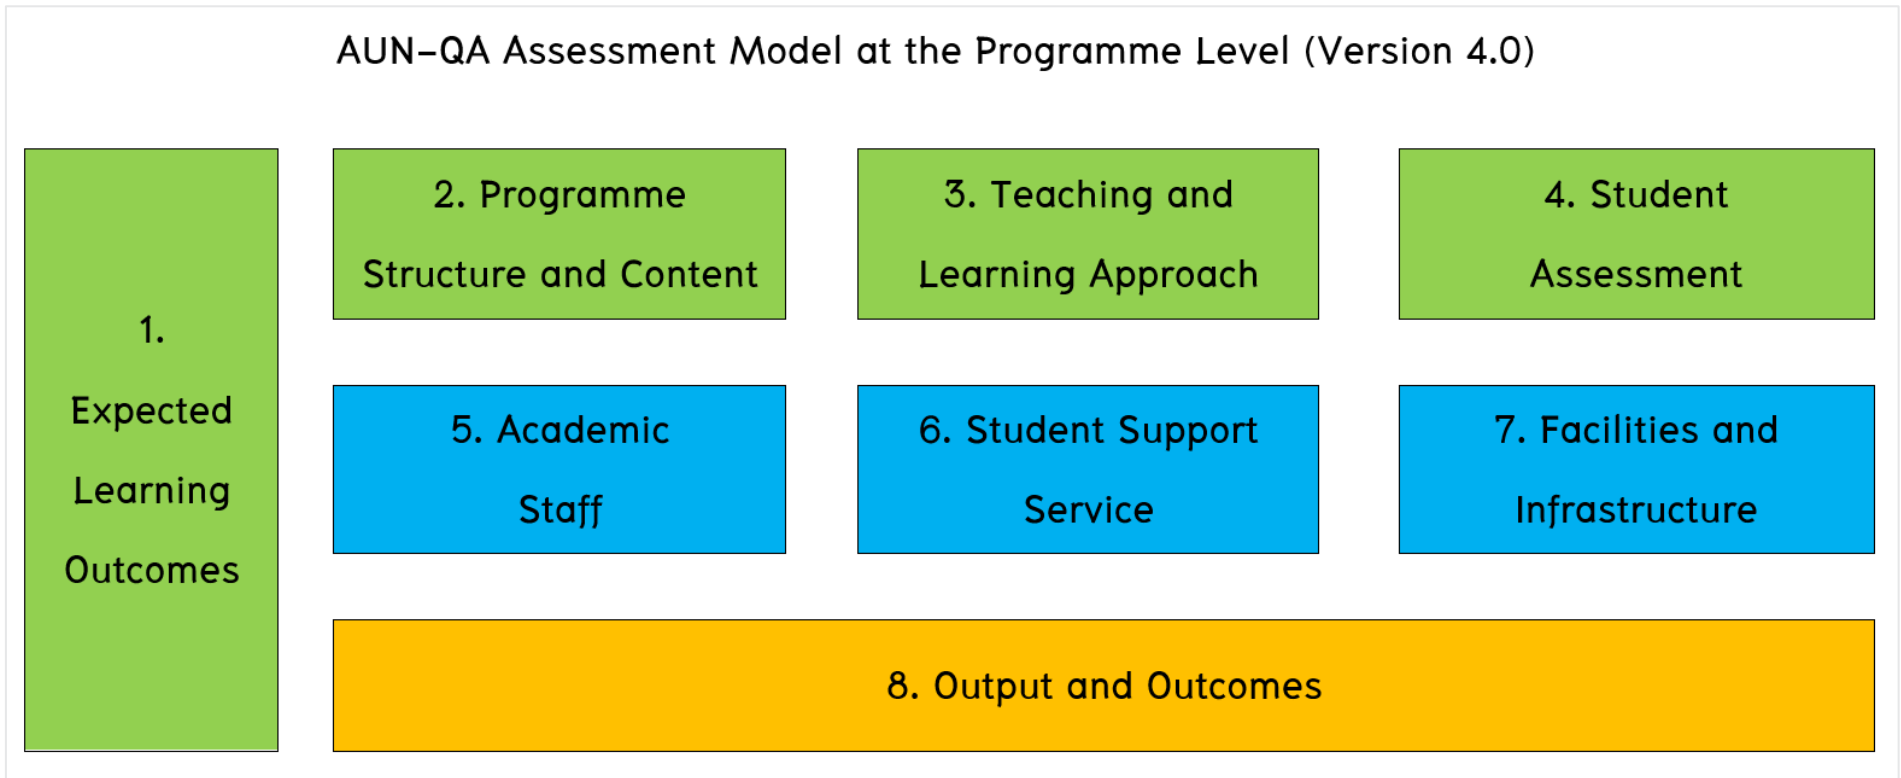 AUN-QA Assessment Model at the Programme Level (Version 4.0)
1.
Expected
Learning
Outcomes
2. Programme
Structure and Content
3. Teaching and
Learning Approach
4. Student
Assessment
5. Academic
Staff
6. Student Support
Service
7. Facilities and
Infrastructure
8. Output and Outcomes